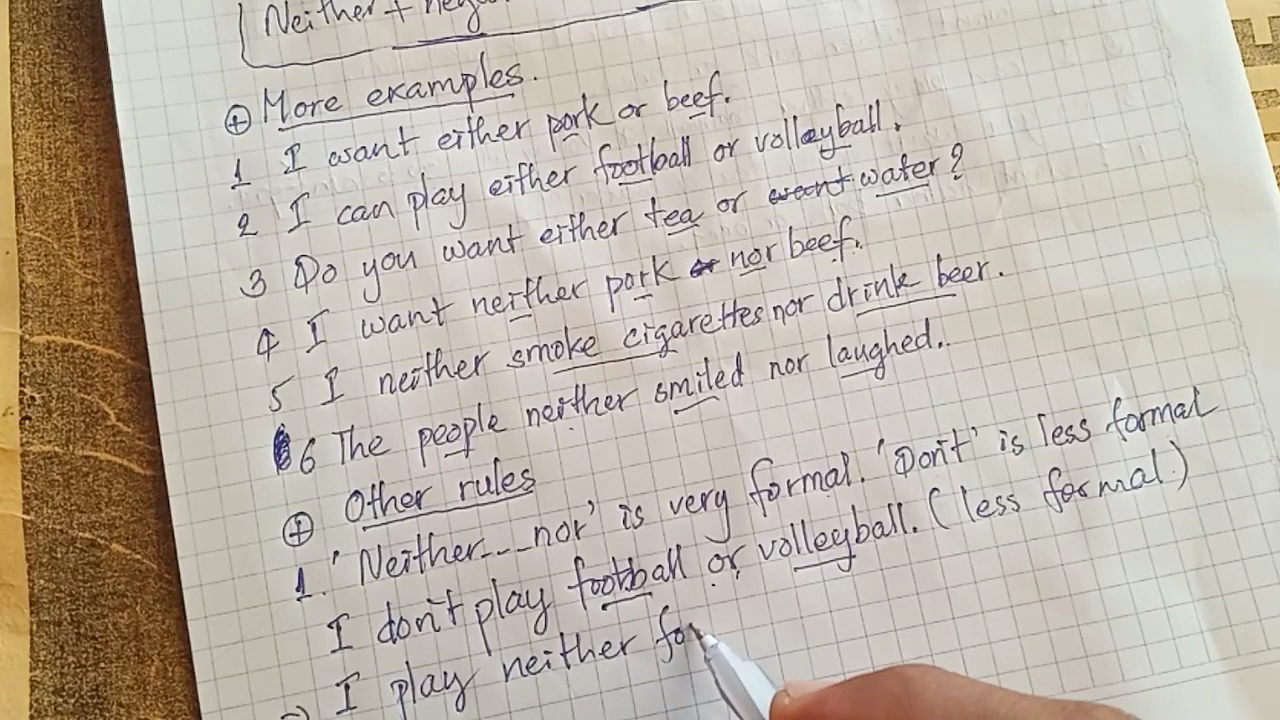 Neither +
⊕ More examples.
1 I want either pork or beef.
2 I can play either football or volleyball.
3 Do you want either tea or want water?
4 I want neither pork or nor beef.
5 I neither smoke cigarettes nor drink beer.
6 The people neither smiled nor laughed.
⊕ Other rules
1. 'Neither---nor' is very formal. 'Don't' is less formal
I don't play football or volleyball. (less formal.)
I play neither fo